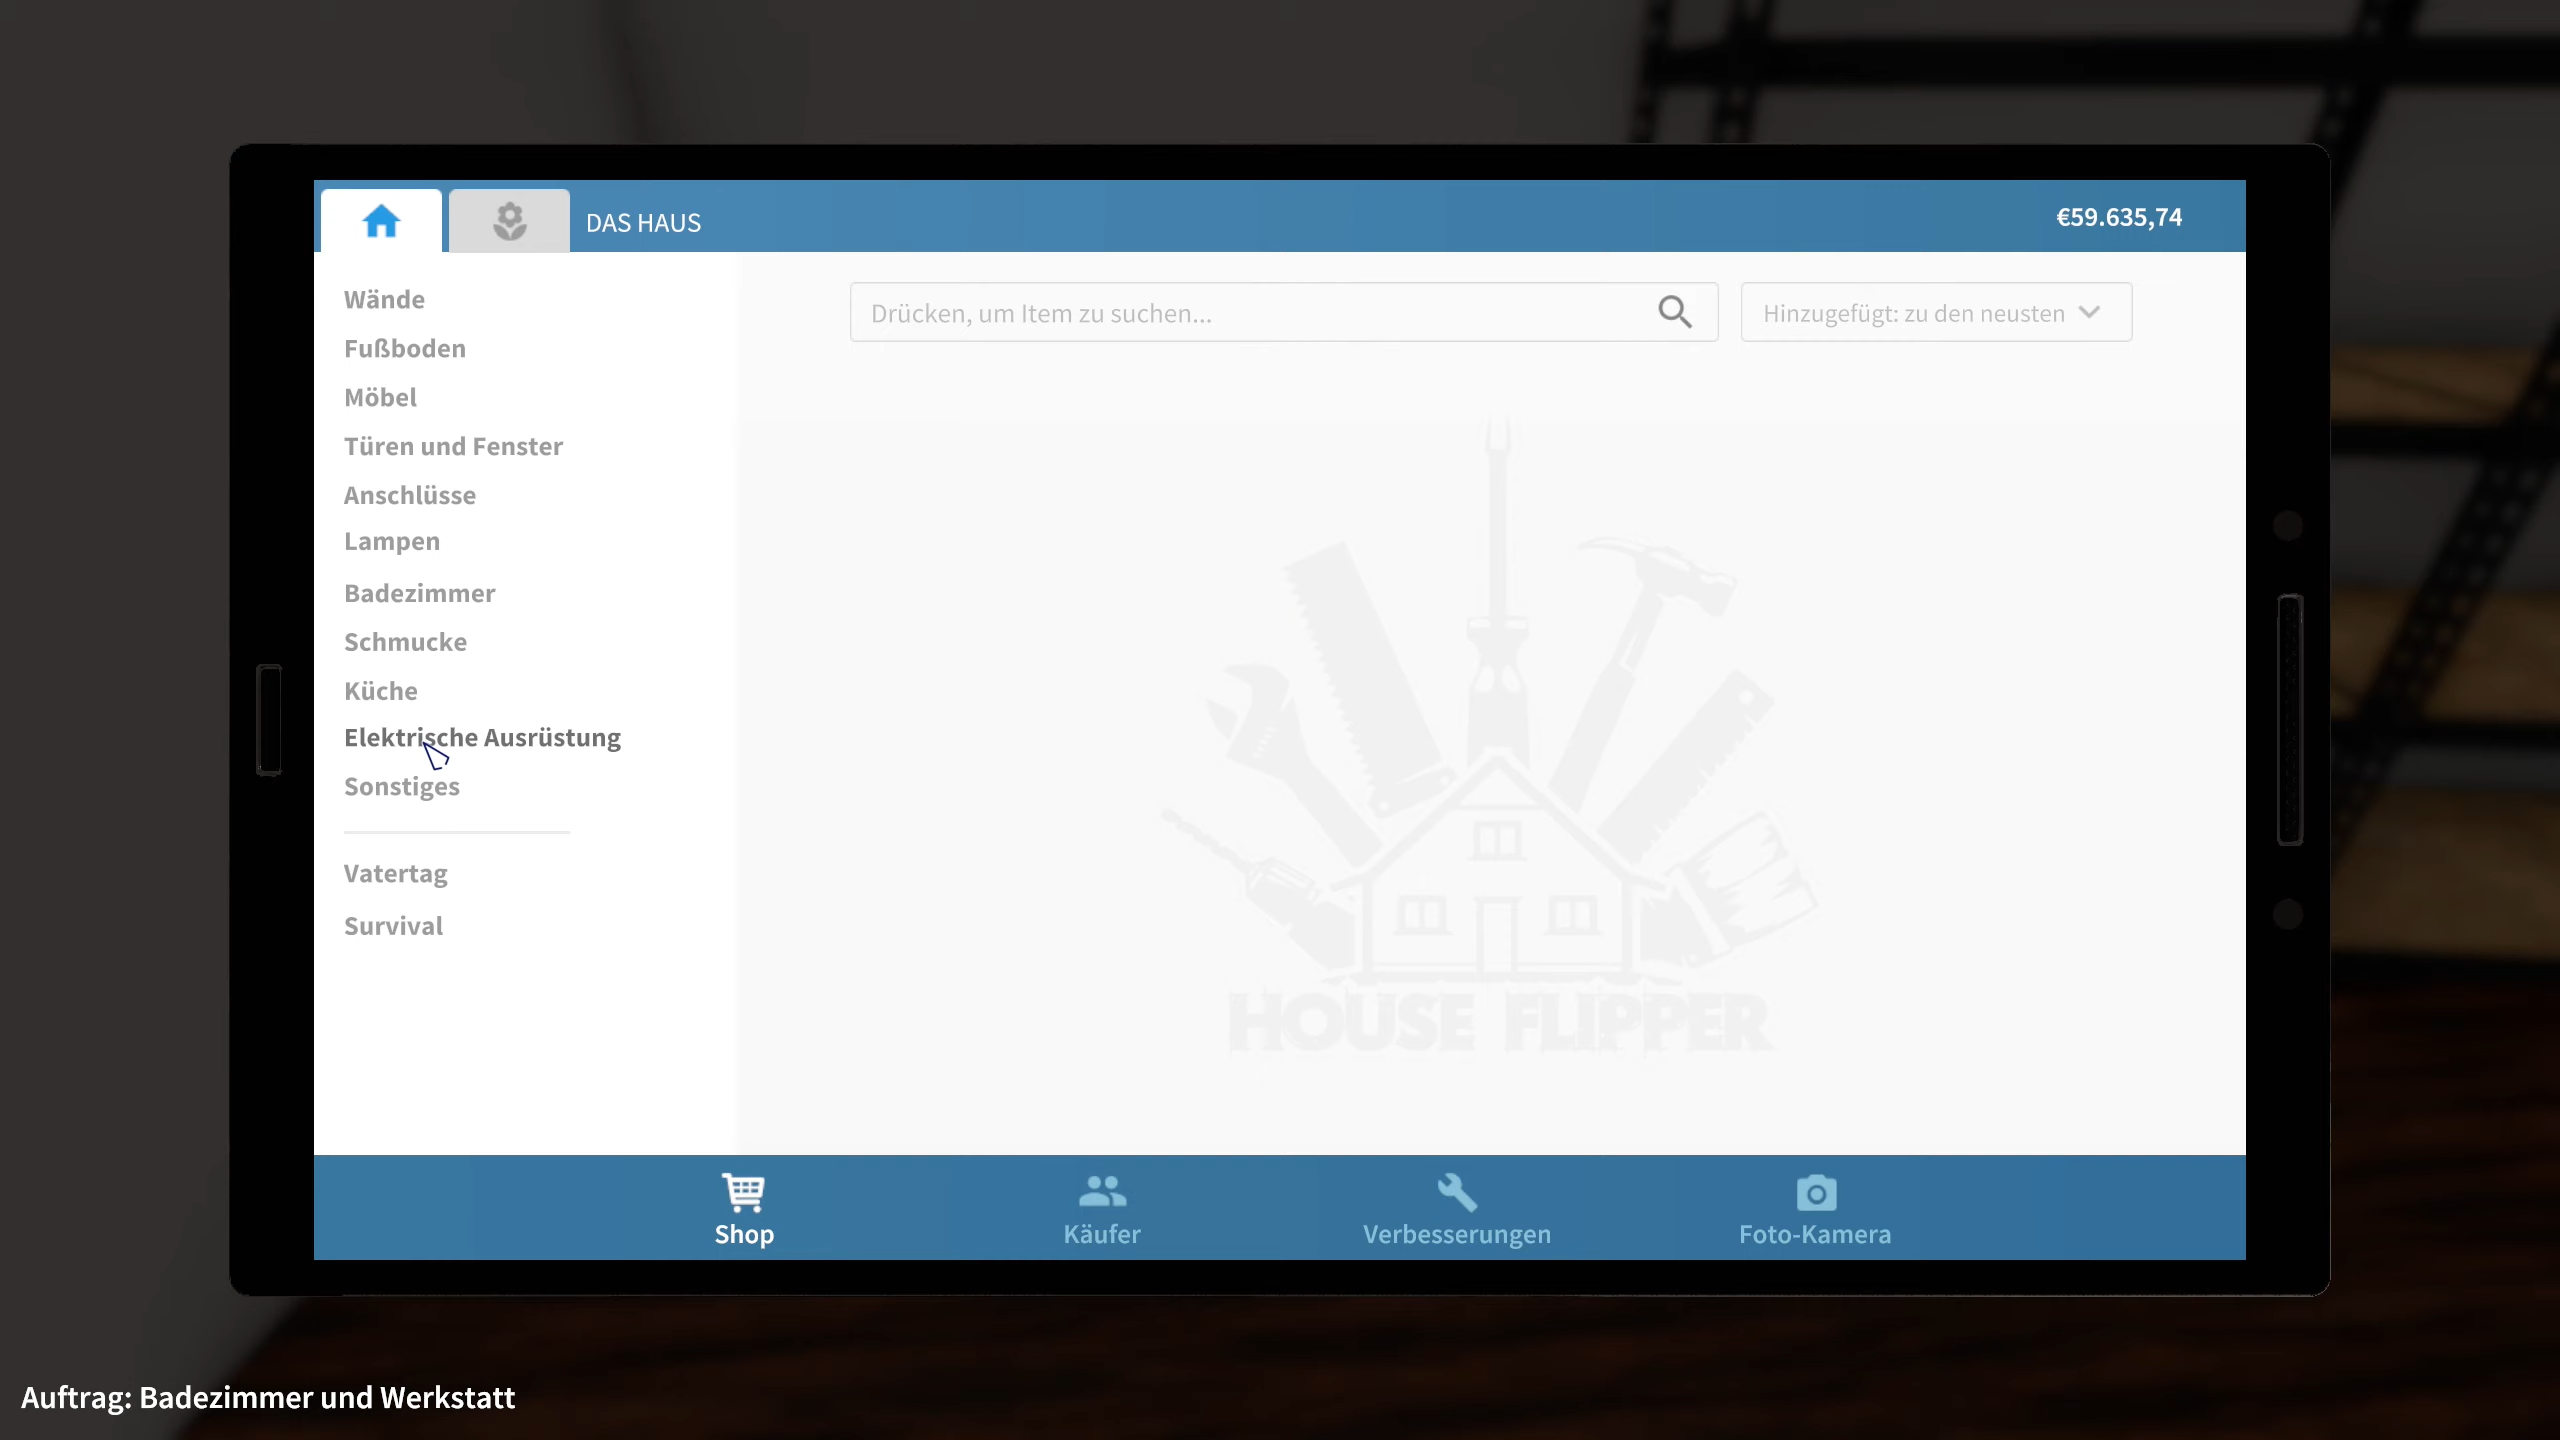 DAS HAUS
€59.635,74
Wände
Fußboden
Möbel
Türen und Fenster
Anschlüsse
Lampen
Badezimmer
Schmucke
Küche
Elektrische Ausrüstung
Sonstiges
Vatertag
Survival
Drücken, um Item zu suchen...
Hinzugefügt: zu den neusten
HOUSE FLIPPER
Shop
Käufer
Verbesserungen
Foto-Kamera
Auftrag: Badezimmer und Werkstatt